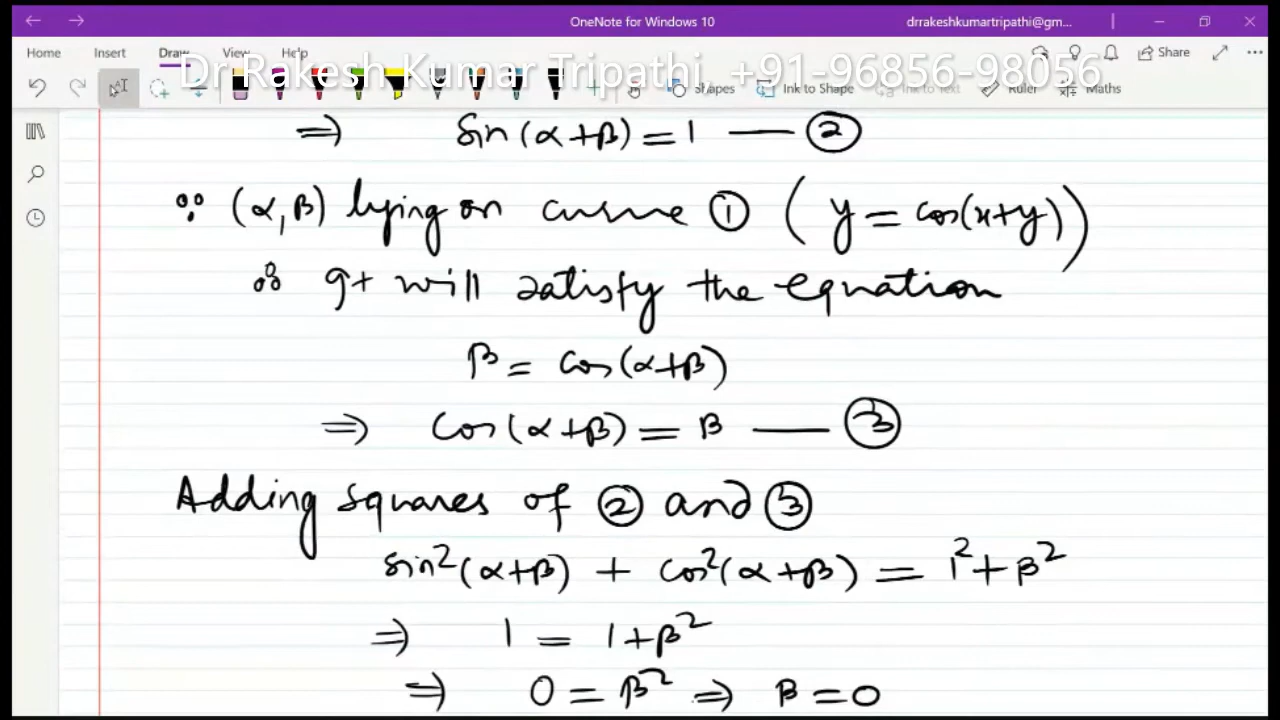 OneNote for Windows 10
drrakeshkumartripathi@gm...
Home Insert Draw View Help Share
Dr Rakesh Kumar Tripathi +91-96856-98056
Shapes Ink to Shape Ink to Text Ruler Maths
⇒ Sin(α+β) = 1 — ②
∵ (α,β) lying on curve ① (y = cos(x+y))
∴ It will satisfy the equation
β = cos(α+β)
⇒ Cos(α+β) = β — ③
Adding squares of ② and ③
sin²(α+β) + cos²(α+β) = 1²+β²
⇒ 1 = 1+β²
⇒ 0 = β² ⇒ β = 0